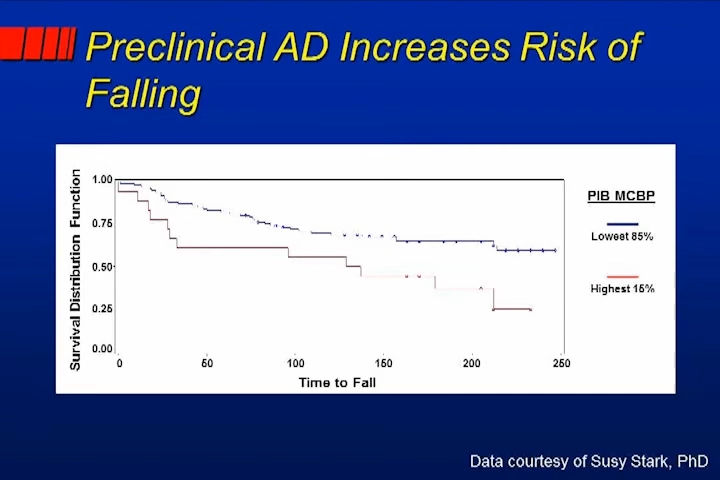 Preclinical AD Increases Risk of
Falling
Survival Distribution Function
1.00
0.75
0.50
0.25
0.00
0 50 100 150 200 250
Time to Fall
PIB MCBP
Lowest 85%
Highest 15%
Data courtesy of Susy Stark, PhD